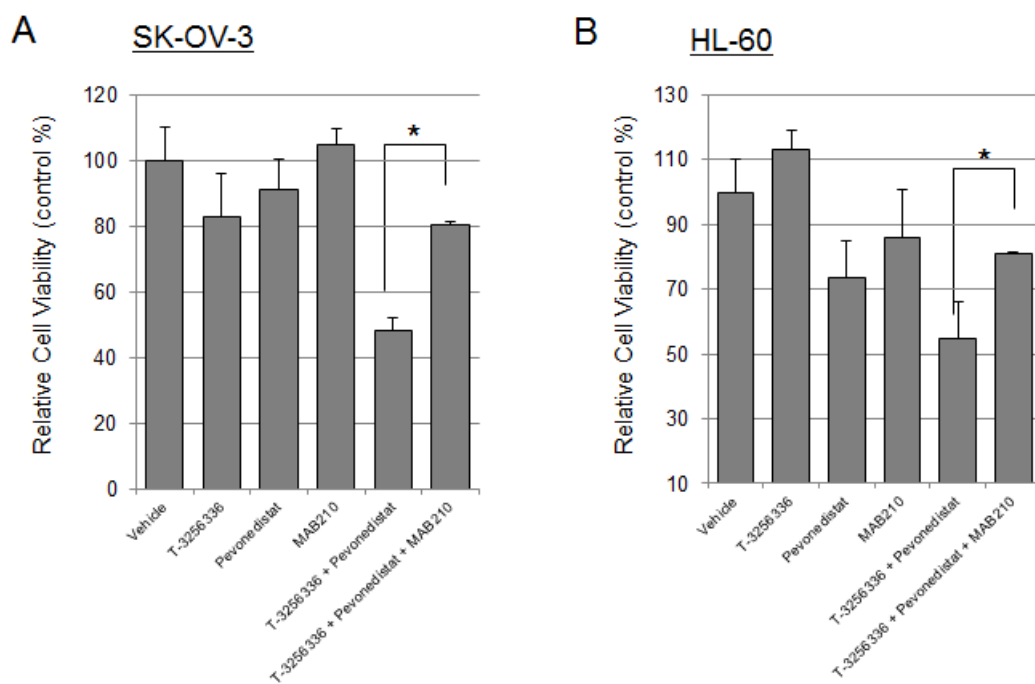 A
SK-OV-3
Relative Cell Viability (control %)
120
100
80
60
40
20
0
*
Vehicle
T-3256336
Pevonedistat
MAB210
T-3256336 + Pevonedistat
T-3256336 + Pevonedistat + MAB210
B
HL-60
Relative Cell Viability (control %)
130
110
90
70
50
30
10
*
Vehicle
T-3256336
Pevonedistat
MAB210
T-3256336 + Pevonedistat
T-3256336 + Pevonedistat + MAB210